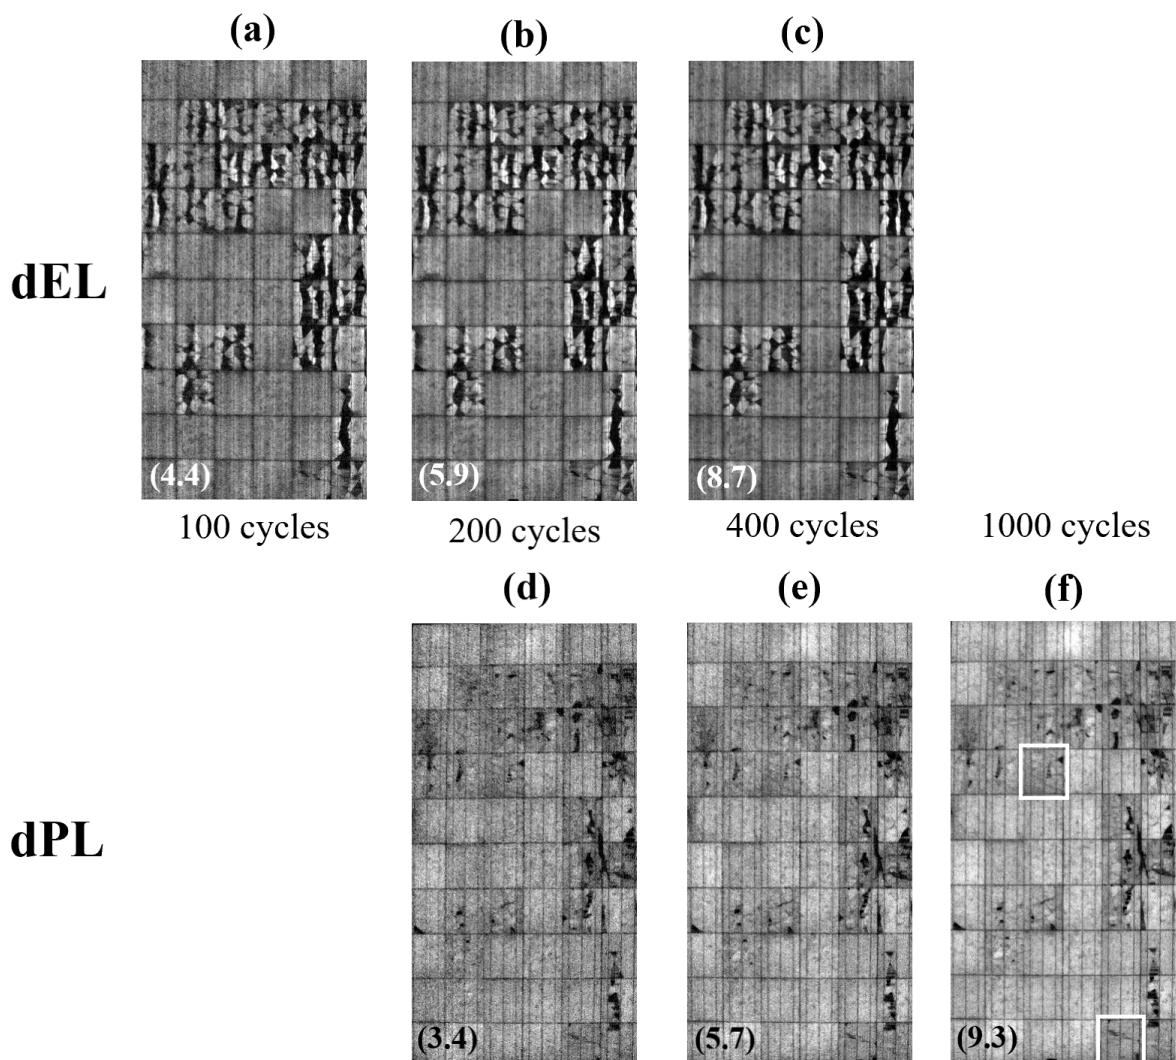 (a) (b) (c)
dEL
(4.4) (5.9) (8.7)
100 cycles 200 cycles 400 cycles 1000 cycles
(d) (e) (f)
dPL
(3.4) (5.7) (9.3)